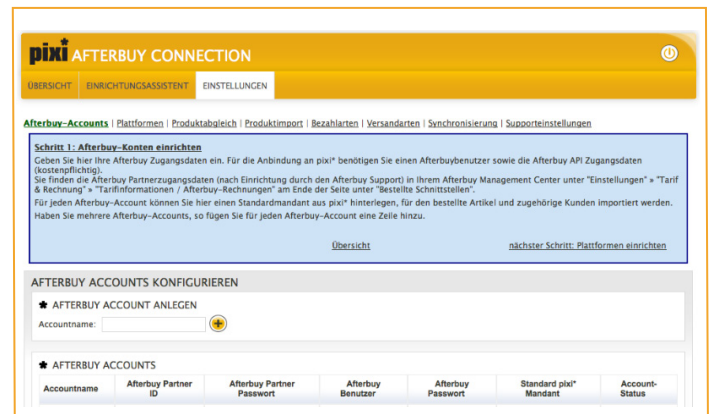 pixi* AFTERBUY CONNECTION
ÜBERSICHT EINRICHTUNGSASSISTENT EINSTELLUNGEN
Afterbuy-Accounts | Plattformen | Produktabgleich | Produktimport | Bezahlarten | Versandarten | Synchronisierung | Supporteinstellungen
Schritt 1: Afterbuy-Konten einrichten
Geben Sie hier Ihre Afterbuy Zugangsdaten ein. Für die Anbindung an pixi* benötigen Sie einen Afterbuybenutzer sowie die Afterbuy API Zugangsdaten
(kostenpflichtig).
Sie finden die Afterbuy Partnerzugangsdaten (nach Einrichtung durch den Afterbuy Support) in Ihrem Afterbuy Management Center unter "Einstellungen" » "Tarif
& Rechnung" » "Tarifinformationen / Afterbuy-Rechnungen" am Ende der Seite unter "Bestellte Schnittstellen".
Für jeden Afterbuy-Account können Sie hier einen Standardmandant aus pixi* hinterlegen, für den bestellte Artikel und zugehörige Kunden importiert werden.
Haben Sie mehrere Afterbuy-Accounts, so fügen Sie für jeden Afterbuy-Account eine Zeile hinzu.
Übersicht nächster Schritt: Plattformen einrichten
AFTERBUY ACCOUNTS KONFIGURIEREN
AFTERBUY ACCOUNT ANLEGEN
Accountname:
AFTERBUY ACCOUNTS
Accountname Afterbuy Partner ID Afterbuy Partner Passwort Afterbuy Benutzer Afterbuy Passwort Standard pixi* Mandant Account-Status